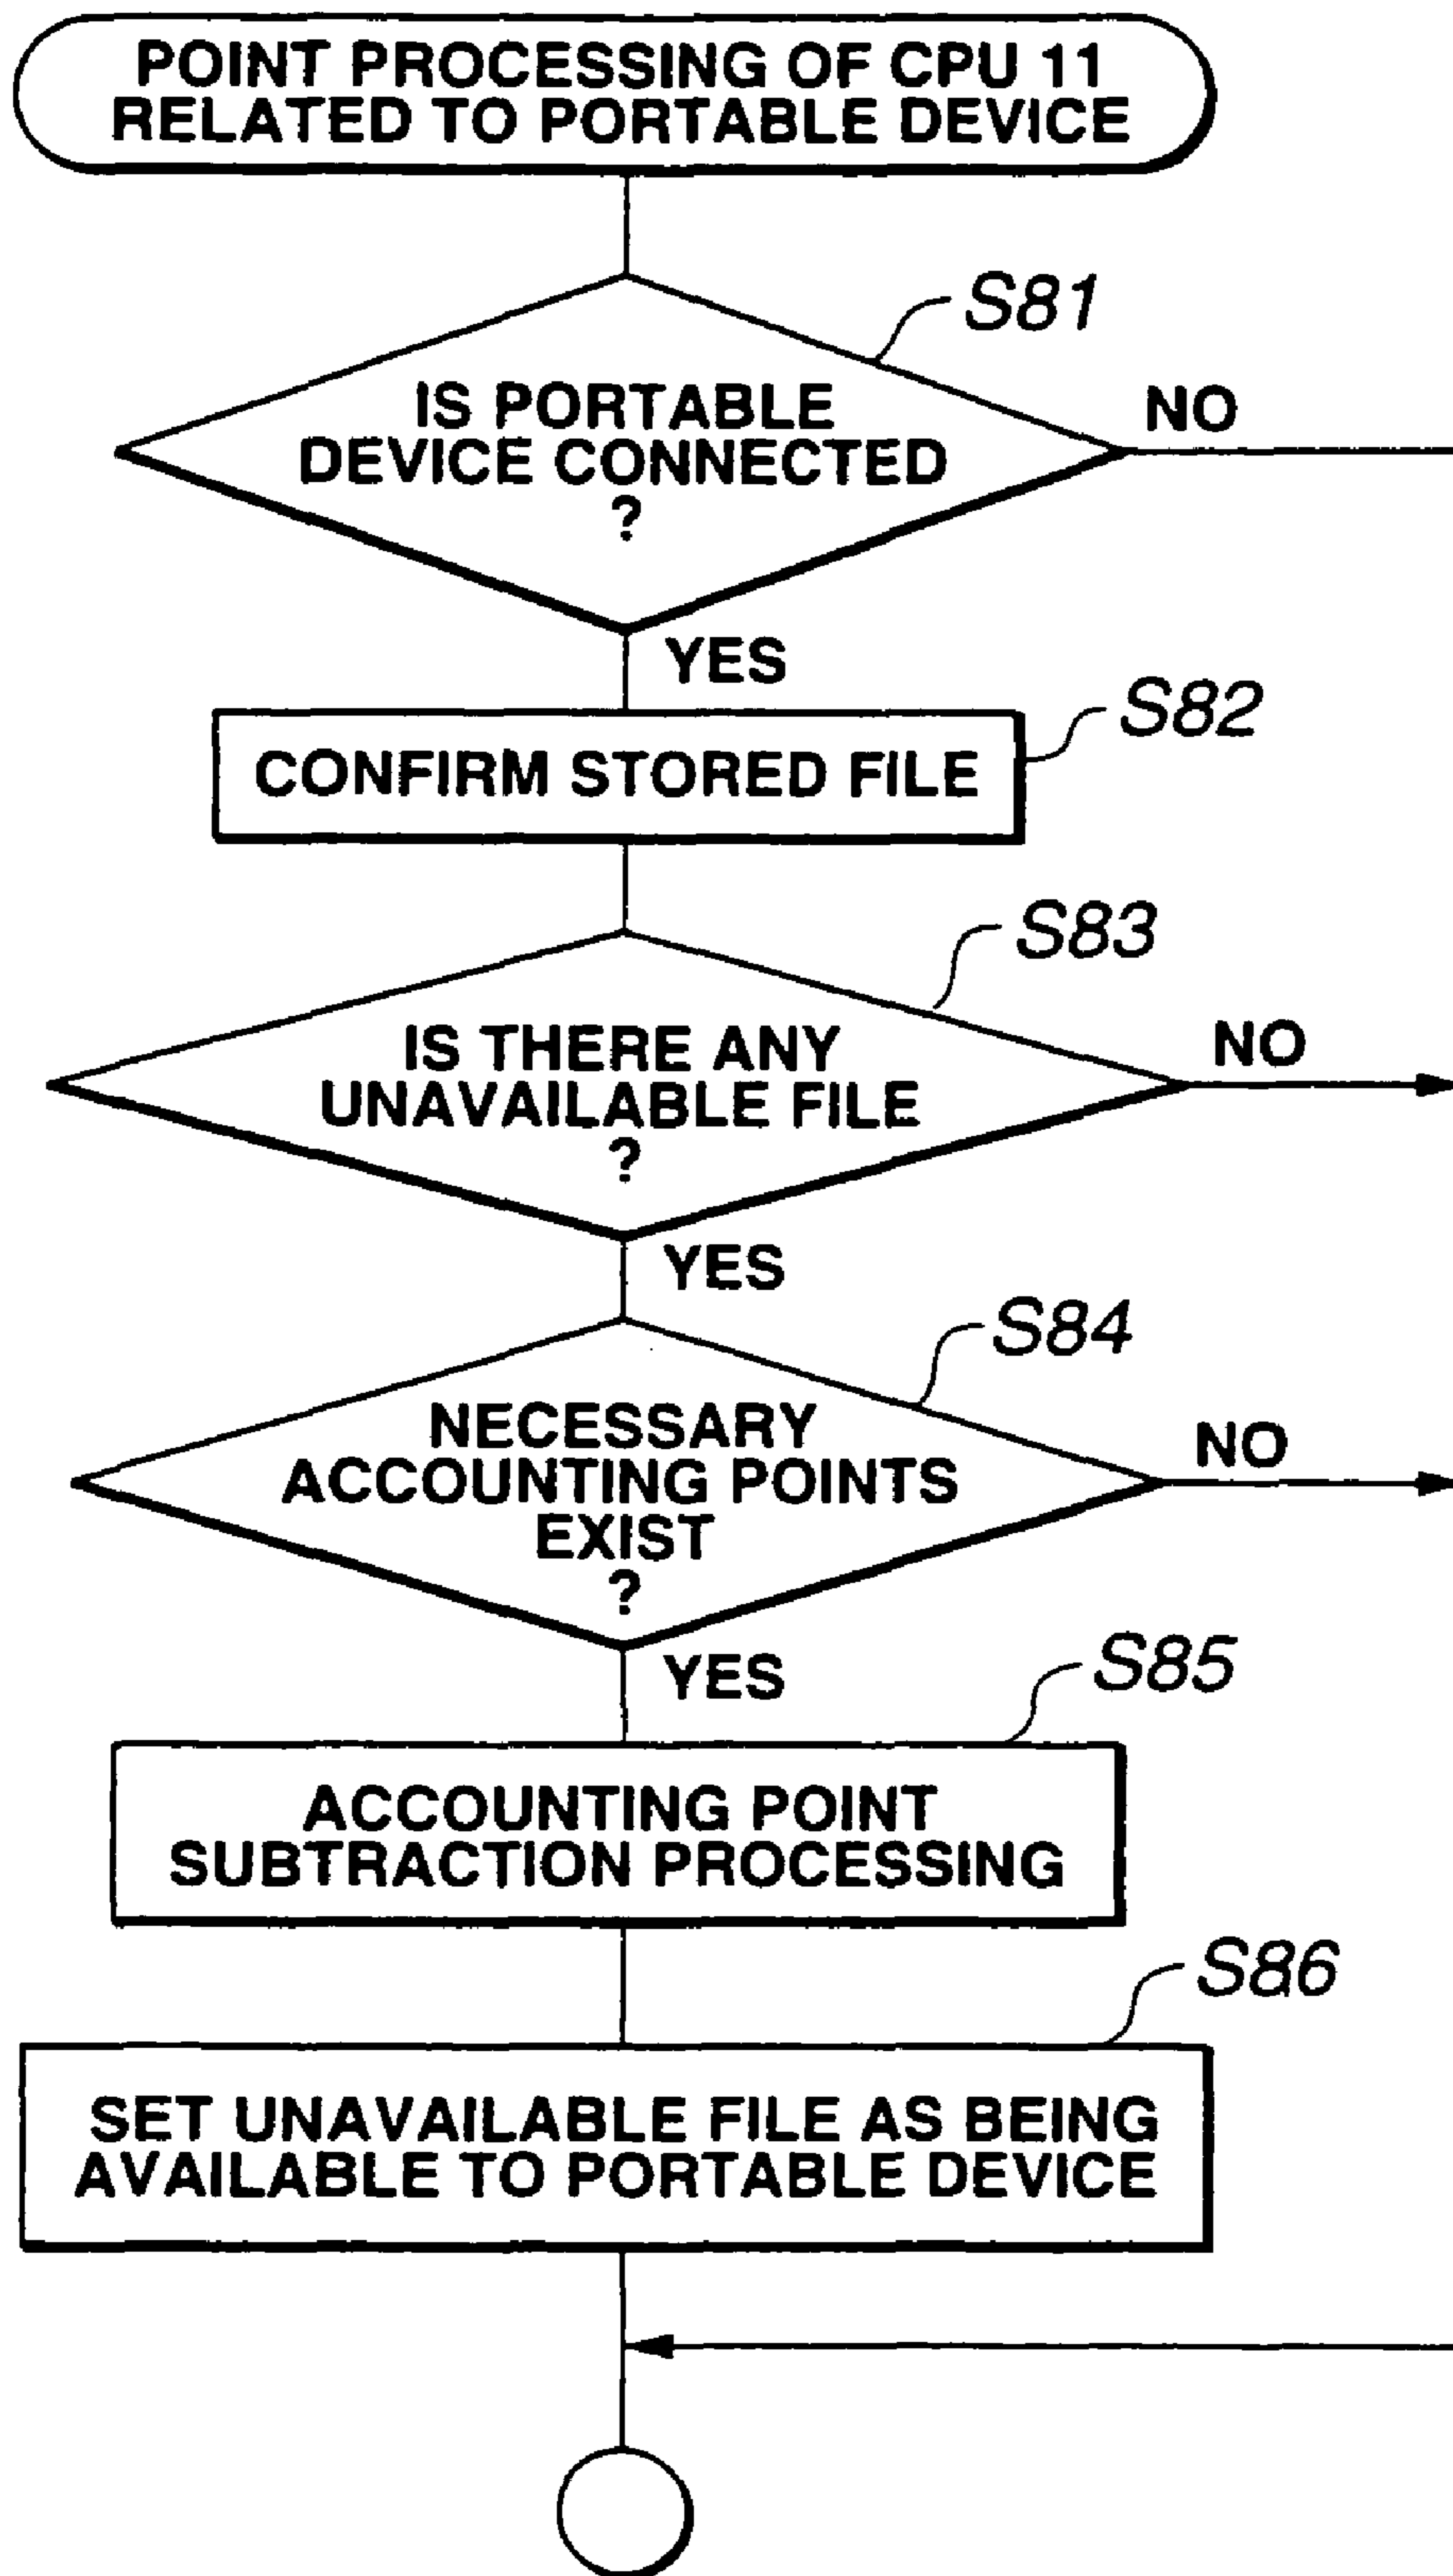 POINT PROCESSING OF CPU 11
RELATED TO PORTABLE DEVICE
S81
IS PORTABLE
DEVICE CONNECTED
?
NO
YES
S82
CONFIRM STORED FILE
S83
IS THERE ANY
UNAVAILABLE FILE
?
NO
YES
S84
NECESSARY
ACCOUNTING POINTS
EXIST
?
NO
YES
S85
ACCOUNTING POINT
SUBTRACTION PROCESSING
S86
SET UNAVAILABLE FILE AS BEING
AVAILABLE TO PORTABLE DEVICE